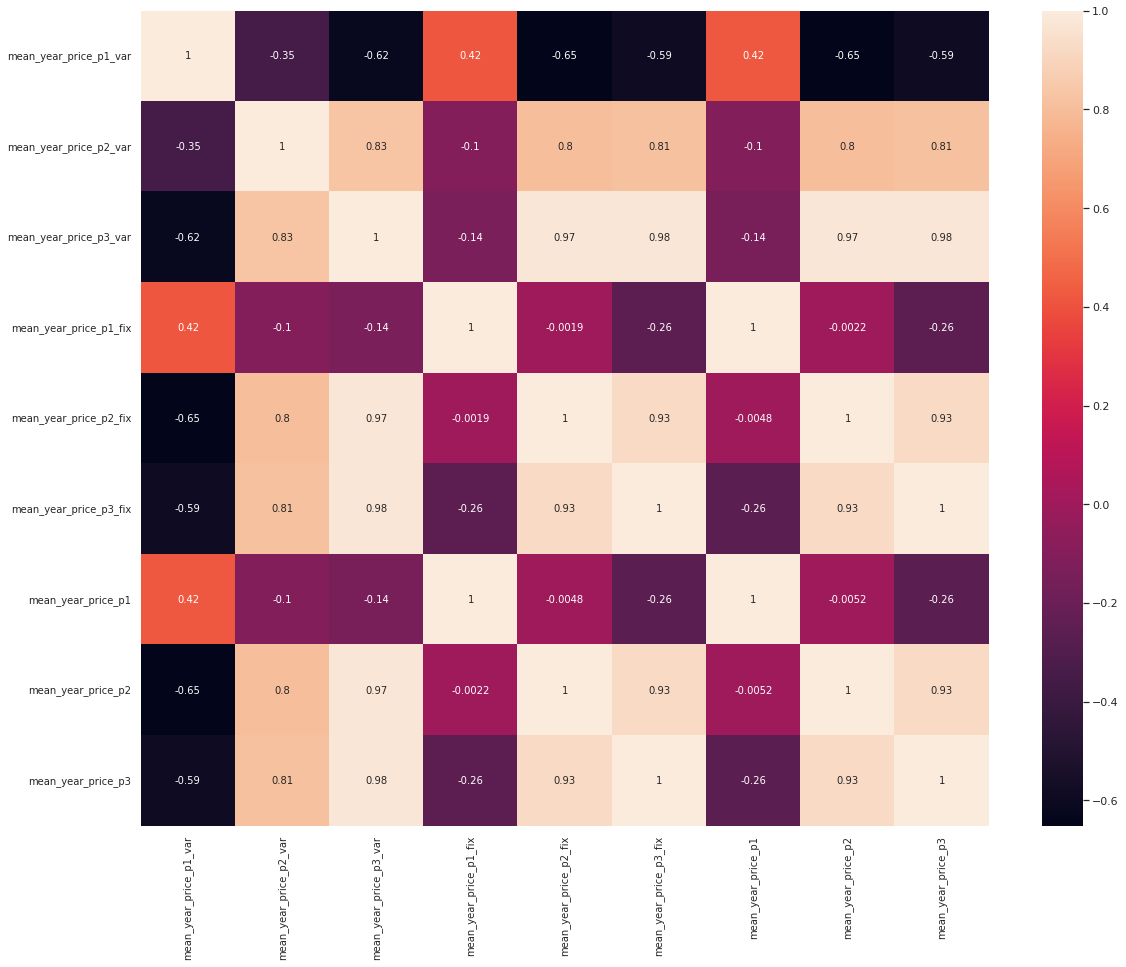 mean_year_price_p1_var 1 -0.35 -0.62 0.42 -0.65 -0.59 0.42 -0.65 -0.59
mean_year_price_p2_var -0.35 1 0.83 -0.1 0.8 0.81 -0.1 0.8 0.81
mean_year_price_p3_var -0.62 0.83 1 -0.14 0.97 0.98 -0.14 0.97 0.98
mean_year_price_p1_fix 0.42 -0.1 -0.14 1 -0.0019 -0.26 1 -0.0022 -0.26
mean_year_price_p2_fix -0.65 0.8 0.97 -0.0019 1 0.93 -0.0048 1 0.93
mean_year_price_p3_fix -0.59 0.81 0.98 -0.26 0.93 1 -0.26 0.93 1
mean_year_price_p1 0.42 -0.1 -0.14 1 -0.0048 -0.26 1 -0.0052 -0.26
mean_year_price_p2 -0.65 0.8 0.97 -0.0022 1 0.93 -0.0052 1 0.93
mean_year_price_p3 -0.59 0.81 0.98 -0.26 0.93 1 -0.26 0.93 1
mean_year_price_p1_var
mean_year_price_p2_var
mean_year_price_p3_var
mean_year_price_p1_fix
mean_year_price_p2_fix
mean_year_price_p3_fix
mean_year_price_p1
mean_year_price_p2
mean_year_price_p3
1.0
0.8
0.6
0.4
0.2
0.0
−0.2
−0.4
−0.6